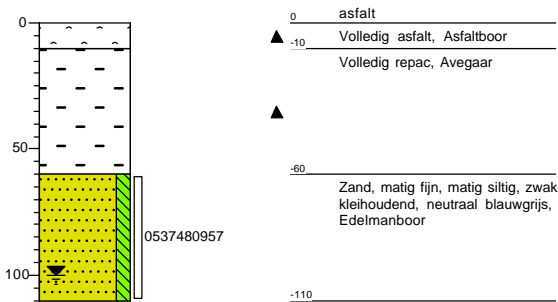 0
50
100
0537480957
0
asfalt
-10
Volledig asfalt, Asfaltboor
Volledig repac, Avegaar
-60
Zand, matig fijn, matig siltig, zwak
kleihoudend, neutraal blauwgrijs,
Edelmanboor
-110